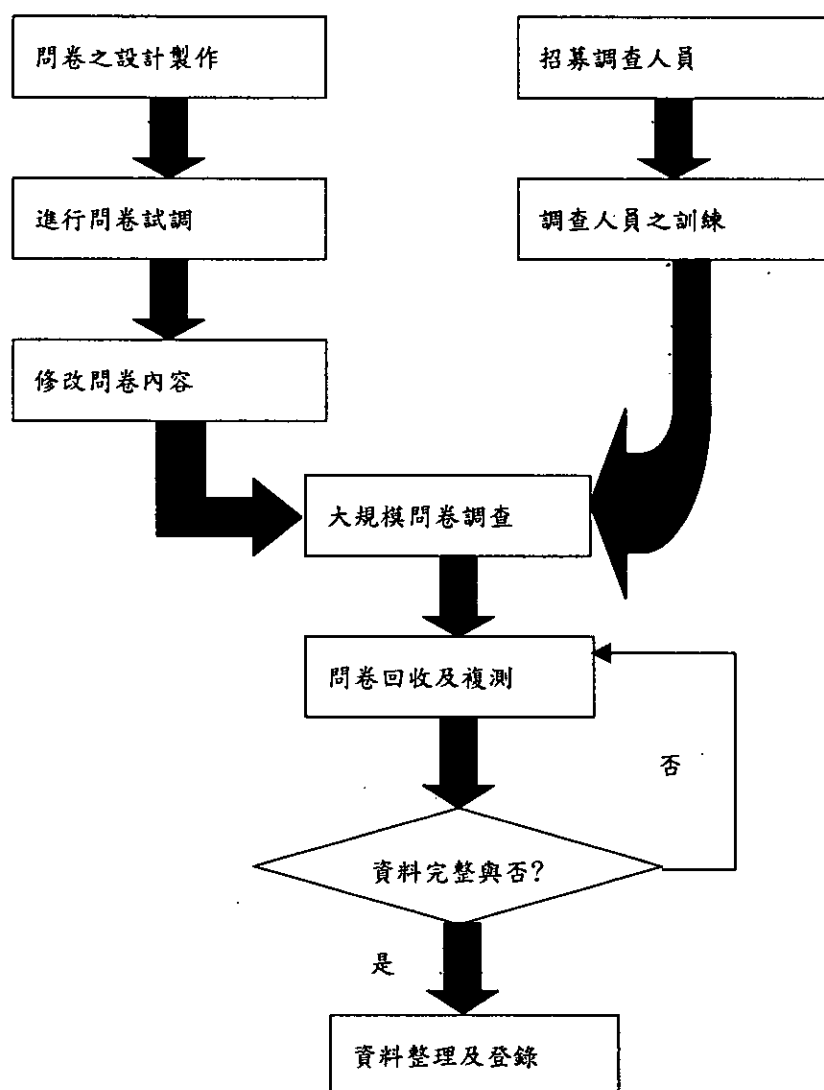 問卷之設計製作
招募調查人員
進行問卷試調
調查人員之訓練
修改問卷內容
大規模問卷調查
問卷回收及複測
否
資料完整與否?
是
資料整理及登錄